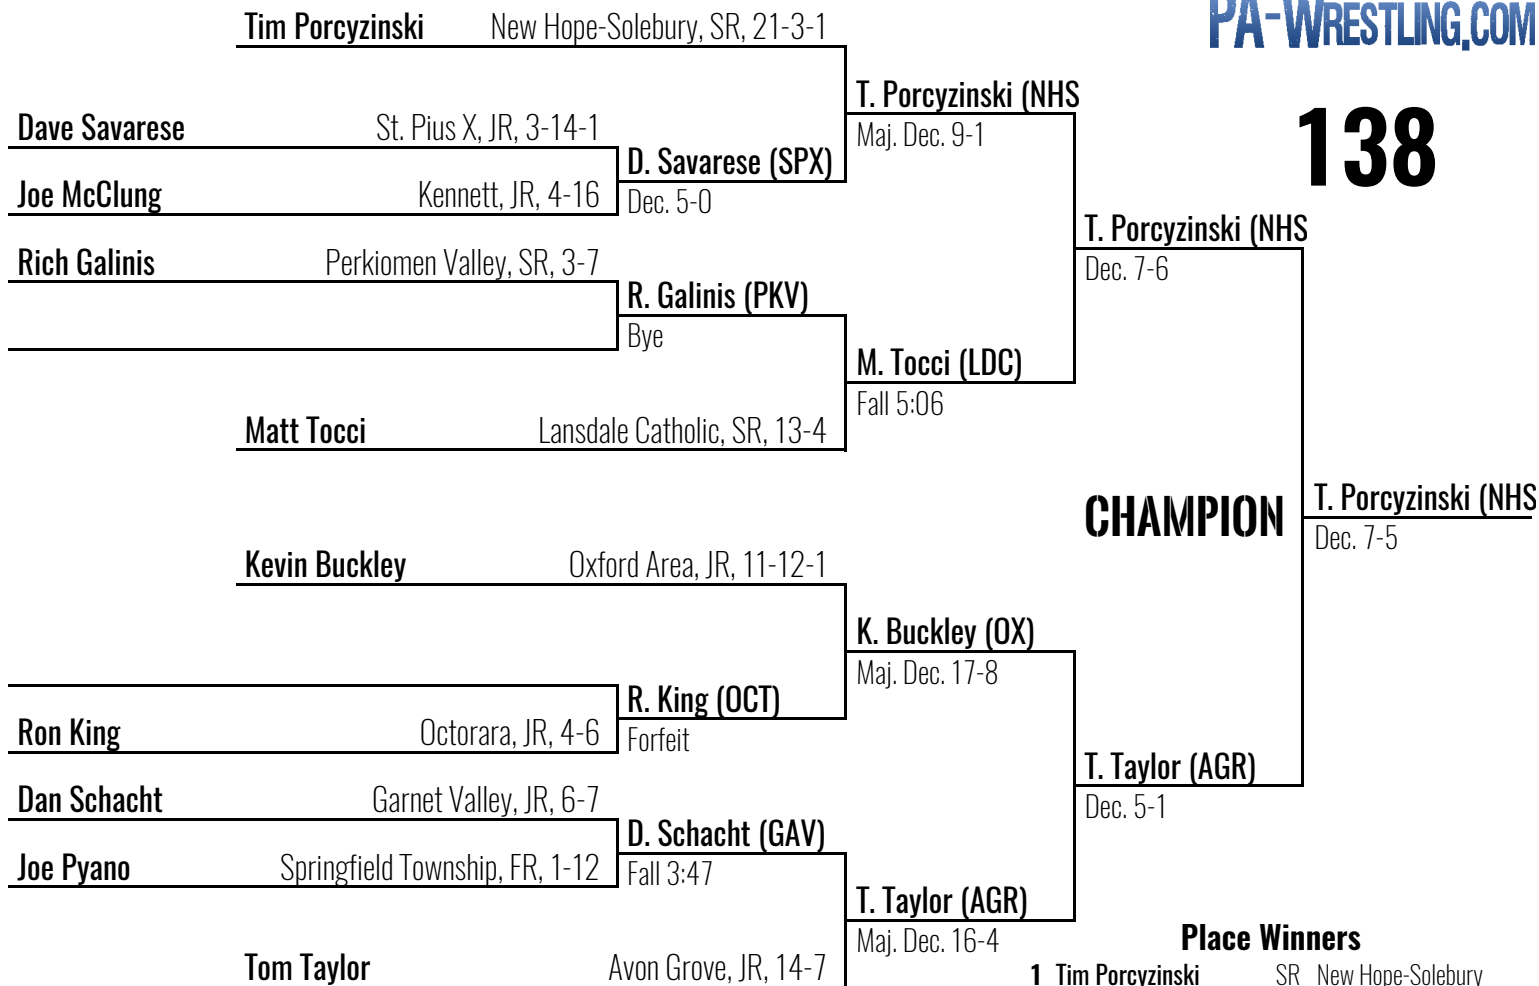 PA-WRESTLING.COM
Tim Porcyzinski New Hope-Solebury, SR, 21-3-1
T. Porcyzinski (NHS
Maj. Dec. 9-1
138
Dave Savarese St. Pius X, JR, 3-14-1
D. Savarese (SPX)
Dec. 5-0
Joe McClung Kennett, JR, 4-16
T. Porcyzinski (NHS
Dec. 7-6
Rich Galinis Perkiomen Valley, SR, 3-7
R. Galinis (PKV)
Bye
M. Tocci (LDC)
Fall 5:06
Matt Tocci Lansdale Catholic, SR, 13-4
CHAMPION
T. Porcyzinski (NHS
Dec. 7-5
Kevin Buckley Oxford Area, JR, 11-12-1
K. Buckley (OX)
Maj. Dec. 17-8
R. King (OCT)
Forfeit
Ron King Octorara, JR, 4-6
T. Taylor (AGR)
Dec. 5-1
Dan Schacht Garnet Valley, JR, 6-7
D. Schacht (GAV)
Fall 3:47
Joe Pyano Springfield Township, FR, 1-12
T. Taylor (AGR)
Maj. Dec. 16-4
Tom Taylor Avon Grove, JR, 14-7
Place Winners
1 Tim Porcyzinski SR New Hope-Solebury